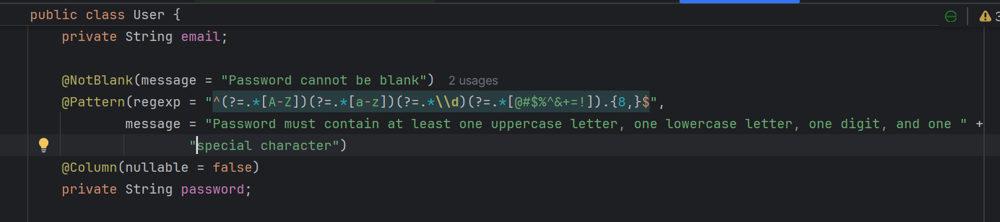 public class User {
private String email;
@NotBlank(message = "Password cannot be blank") 2 usages
@Pattern(regexp = "^(?=.*[A-Z])(?=.*[a-z])(?=.*\\d)(?=.*[@#$%^&+=!]).{8,}$",
message = "Password must contain at least one uppercase letter, one lowercase letter, one digit, and one " +
"special character")
@Column(nullable = false)
private String password;